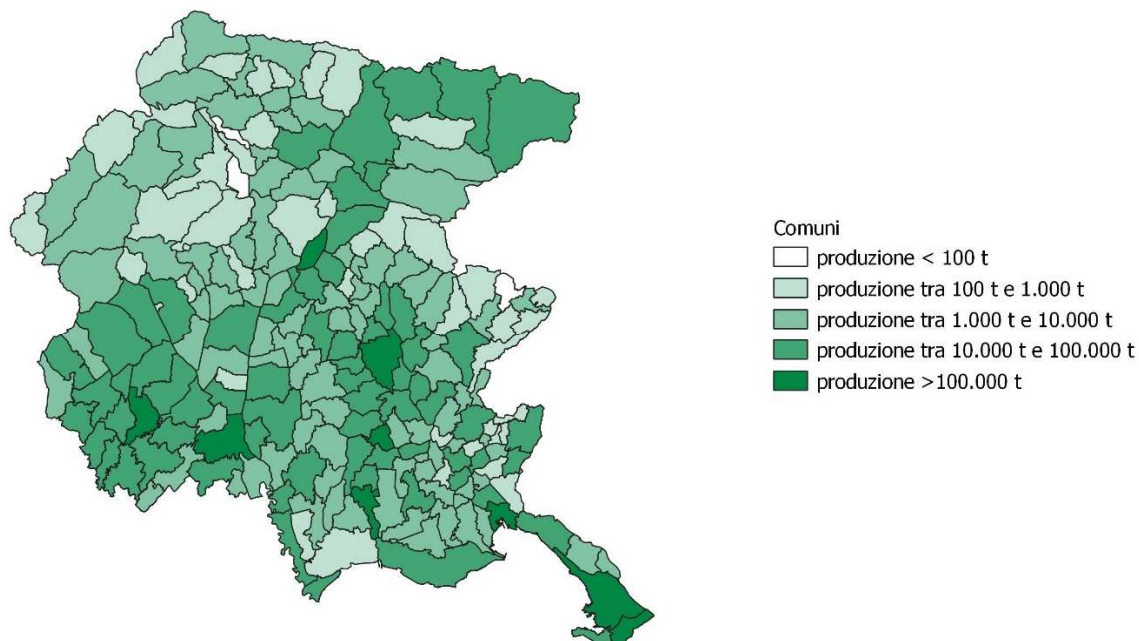 Comuni
produzione < 100 t
produzione tra 100 t e 1.000 t
produzione tra 1.000 t e 10.000 t
produzione tra 10.000 t e 100.000 t
produzione >100.000 t